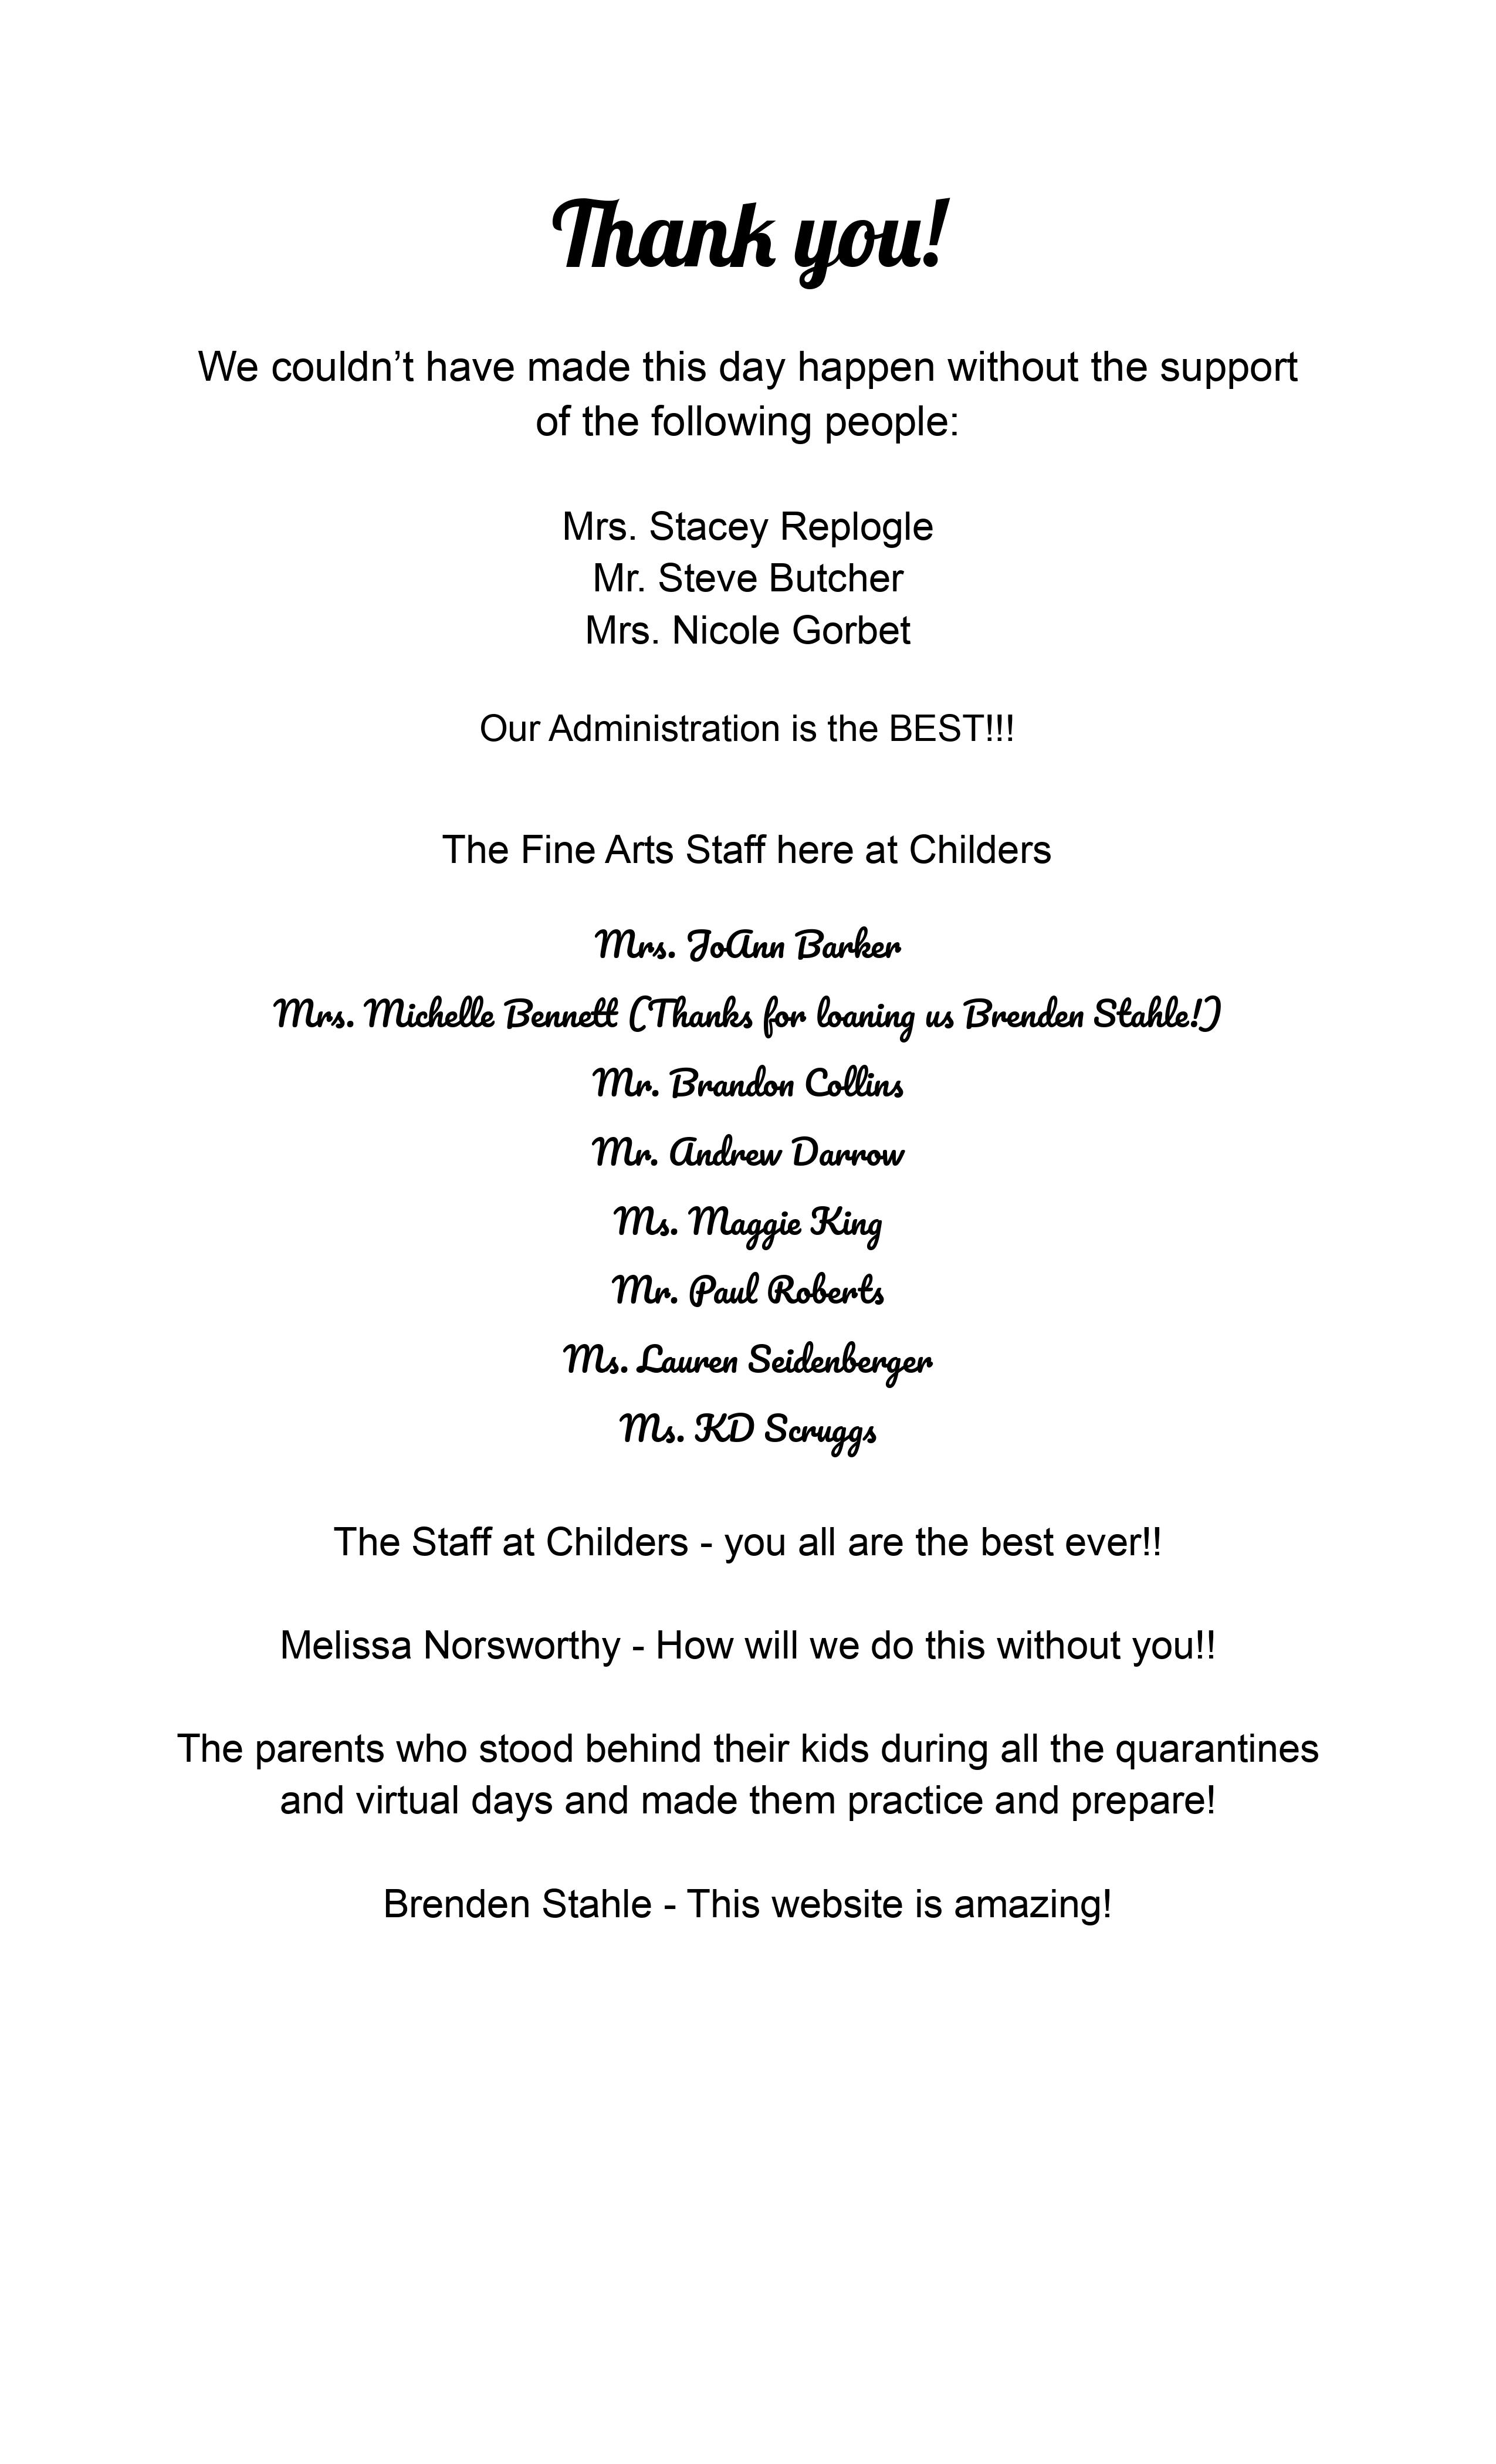 Thank you!
We couldn’t have made this day happen without the support
of the following people:
Mrs. Stacey Replogle
Mr. Steve Butcher
Mrs. Nicole Gorbet
Our Administration is the BEST!!!
The Fine Arts Staff here at Childers
Mrs. JoAnn Barker
Mrs. Michelle Bennett (Thanks for loaning us Brenden Stahle!)
Mr. Brandon Collins
Mr. Andrew Darrow
Ms. Maggie King
Mr. Paul Roberts
Ms. Lauren Seidenberger
Ms. KD Scruggs
The Staff at Childers - you all are the best ever!!
Melissa Norsworthy - How will we do this without you!!
The parents who stood behind their kids during all the quarantines
and virtual days and made them practice and prepare!
Brenden Stahle - This website is amazing!